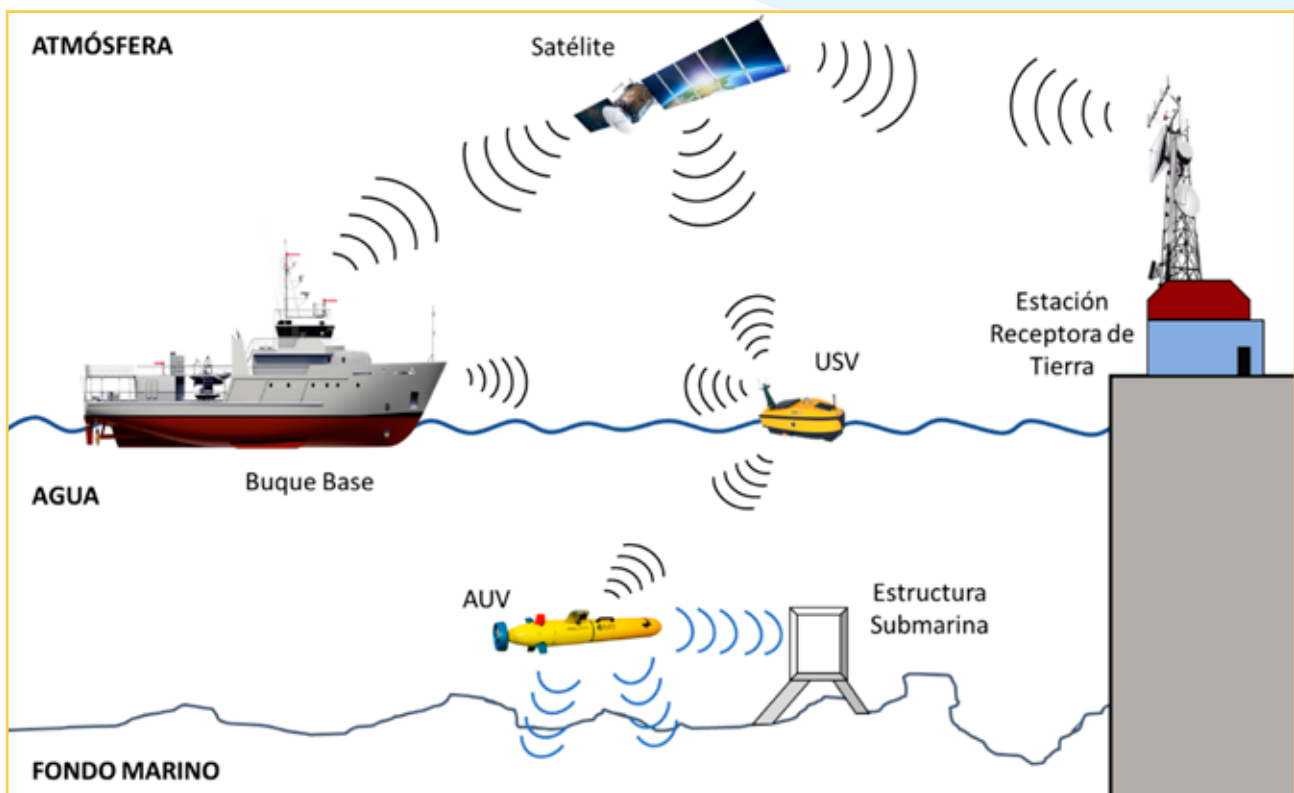 ATMÓSFERA
Satélite
Estación
Receptora de
Tierra
USV
Buque Base
AGUA
AUV
Estructura
Submarina
FONDO MARINO